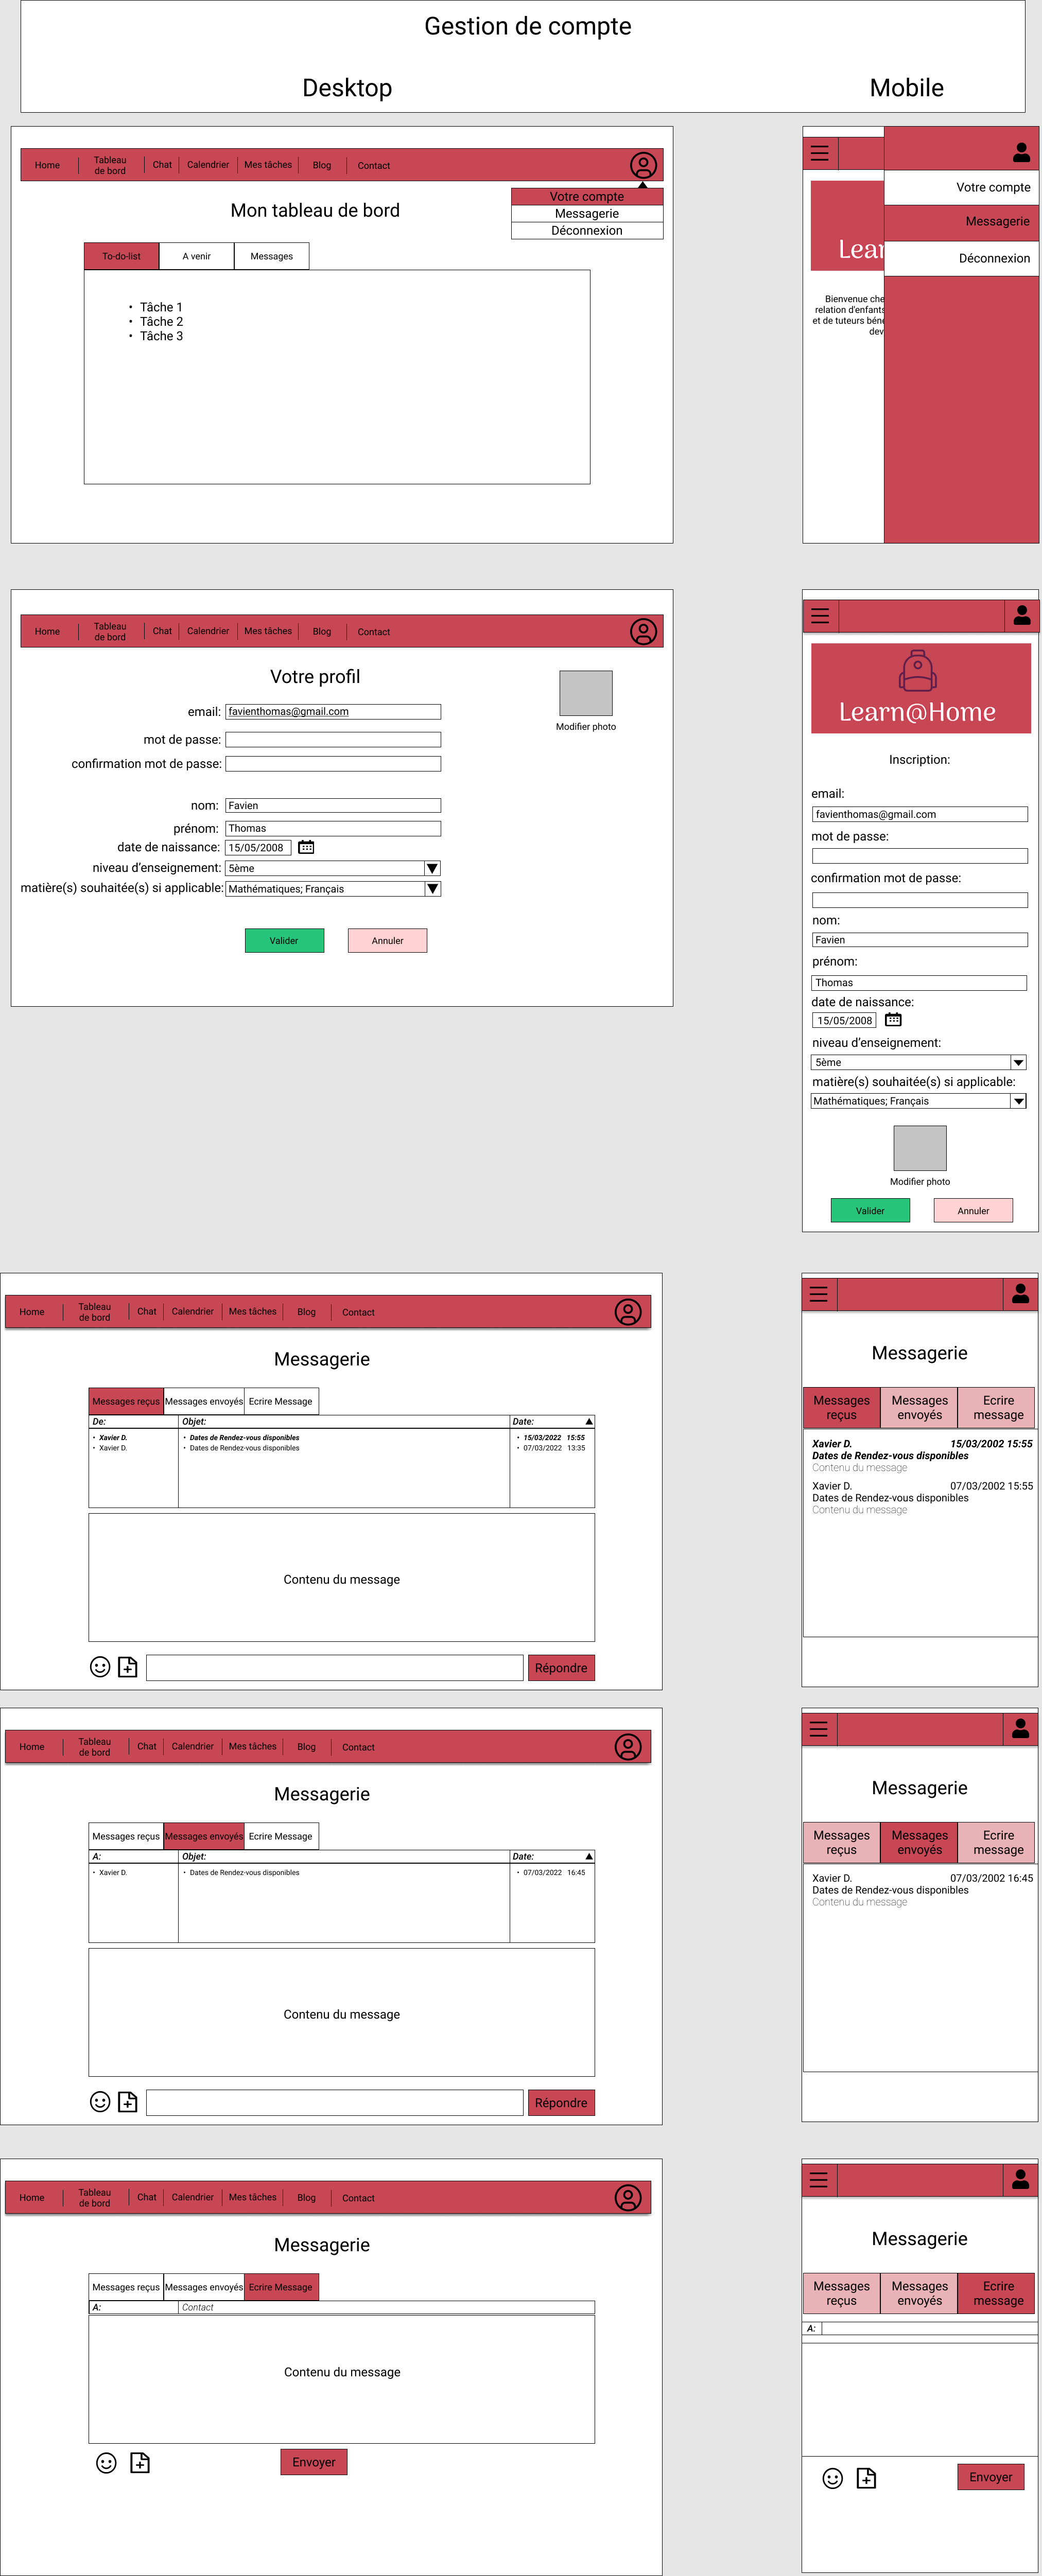 Gestion de compte
Desktop
Mobile
Home
Tableau
de bord
Chat
Calendrier
Mes tâches
Blog
Contact
Mon tableau de bord
Votre compte
Messagerie
Déconnexion
To-do-list
A venir
Messages
• Tâche 1
• Tâche 2
• Tâche 3
Votre compte
Messagerie
Déconnexion
Lear
Bienvenue che
relation d'enfants
et de tuteurs béné
dev
Home
Tableau
de bord
Chat
Calendrier
Mes tâches
Blog
Contact
Votre profil
email: favienthomas@gmail.com
mot de passe:
confirmation mot de passe:
nom: Favien
prénom: Thomas
date de naissance: 15/05/2008
niveau d'enseignement: 5ème
matière(s) souhaitée(s) si applicable: Mathématiques; Français
Modifier photo
Valider
Annuler
Learn@Home
Inscription:
email:
favienthomas@gmail.com
mot de passe:
confirmation mot de passe:
nom:
Favien
prénom:
Thomas
date de naissance:
15/05/2008
niveau d'enseignement:
5ème
matière(s) souhaitée(s) si applicable:
Mathématiques; Français
Modifier photo
Valider
Annuler
Home
Tableau
de bord
Chat
Calendrier
Mes tâches
Blog
Contact
Messagerie
Messages reçus
Messages envoyés
Ecrire Message
De:
Objet:
Date:
• Xavier D. • Dates de Rendez-vous disponibles • 15/03/2022 15:55
• Xavier D. • Dates de Rendez-vous disponibles • 07/03/2022 13:35
Contenu du message
Répondre
Messagerie
Messages
reçus
Messages
envoyés
Ecrire
message
Xavier D. 15/03/2002 15:55
Dates de Rendez-vous disponibles
Contenu du message
Xavier D. 07/03/2002 15:55
Dates de Rendez-vous disponibles
Contenu du message
Home
Tableau
de bord
Chat
Calendrier
Mes tâches
Blog
Contact
Messagerie
Messages reçus
Messages envoyés
Ecrire Message
A:
Objet:
Date:
• Xavier D. • Dates de Rendez-vous disponibles • 07/03/2022 16:45
Contenu du message
Répondre
Messagerie
Messages
reçus
Messages
envoyés
Ecrire
message
Xavier D. 07/03/2002 16:45
Dates de Rendez-vous disponibles
Contenu du message
Home
Tableau
de bord
Chat
Calendrier
Mes tâches
Blog
Contact
Messagerie
Messages reçus
Messages envoyés
Ecrire Message
A:
Contact
Contenu du message
Envoyer
Messagerie
Messages
reçus
Messages
envoyés
Ecrire
message
A:
Envoyer